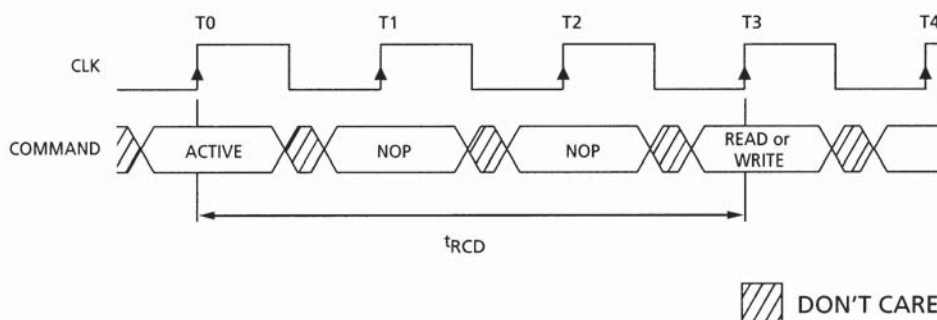 T0 T1 T2 T3 T4
CLK
COMMAND ACTIVE NOP NOP READ or
WRITE
tRCD
DON'T CARE